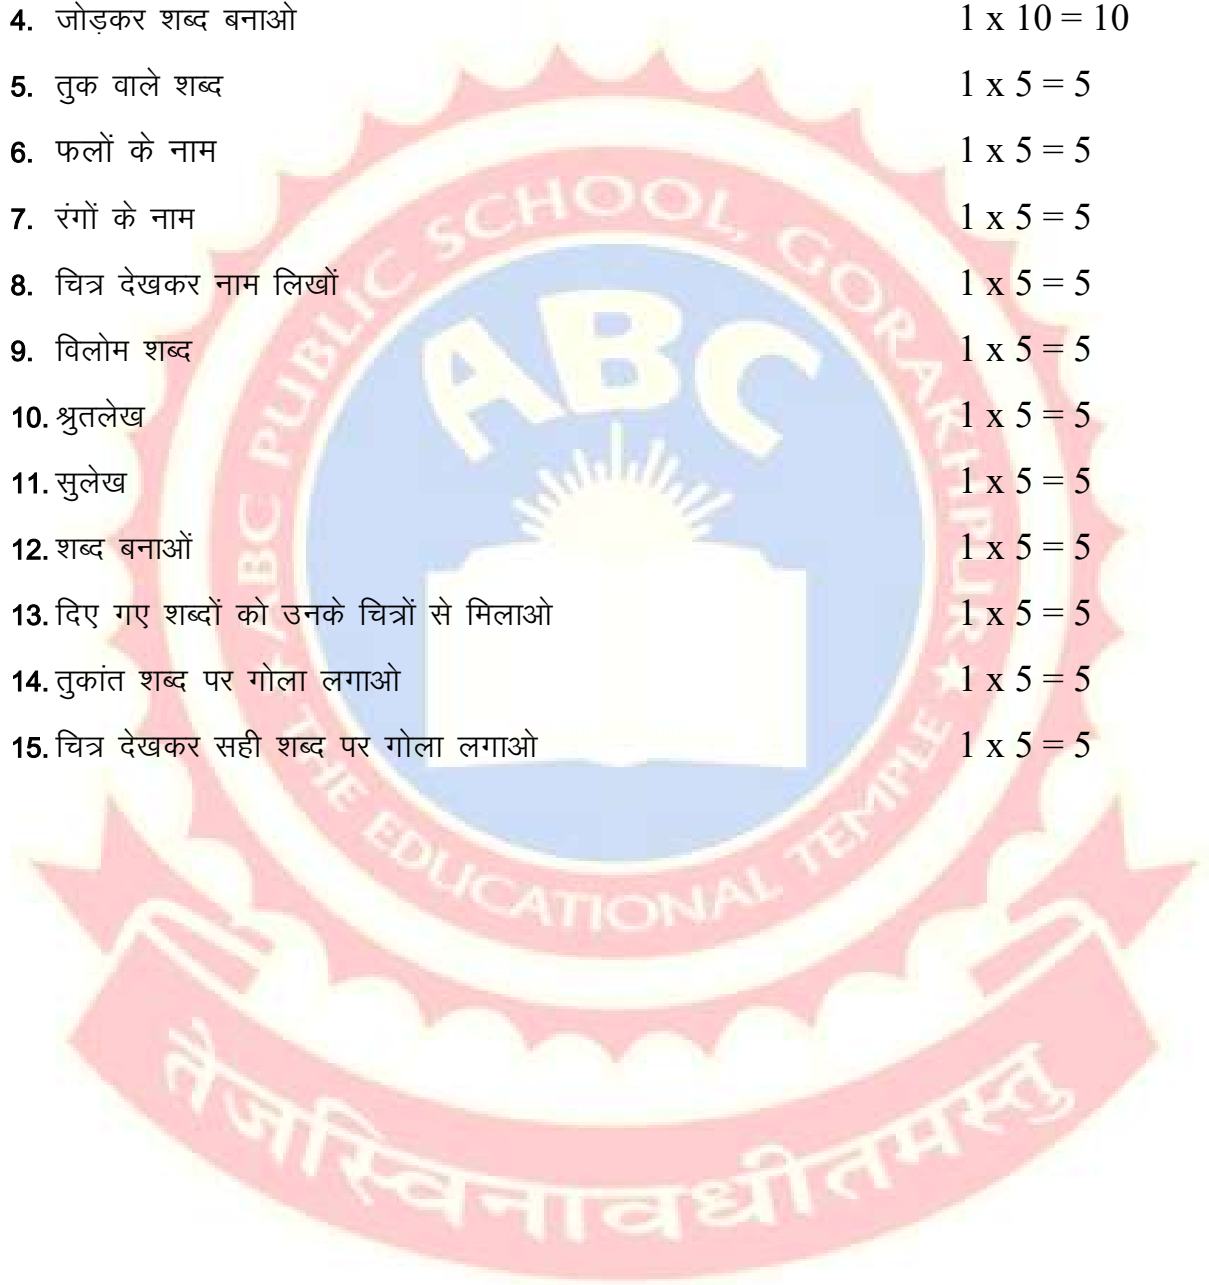 4. जोड़कर शब्द बनाओ 1 x 10 = 10
5. तुक वाले शब्द 1 x 5 = 5
6. फलों के नाम 1 x 5 = 5
7. रंगों के नाम 1 x 5 = 5
8. चित्र देखकर नाम लिखों 1 x 5 = 5
9. विलोम शब्द 1 x 5 = 5
10. श्रुतलेख 1 x 5 = 5
11. सुलेख 1 x 5 = 5
12. शब्द बनाओं 1 x 5 = 5
13. दिए गए शब्दों को उनके चित्रों से मिलाओ 1 x 5 = 5
14. तुकांत शब्द पर गोला लगाओ 1 x 5 = 5
15. चित्र देखकर सही शब्द पर गोला लगाओ 1 x 5 = 5
ABC PUBLIC SCHOOL, GORAKHPUR
ABC
★ THE EDUCATIONAL TEMPLE ★
तेजस्विनावधीतमस्तु